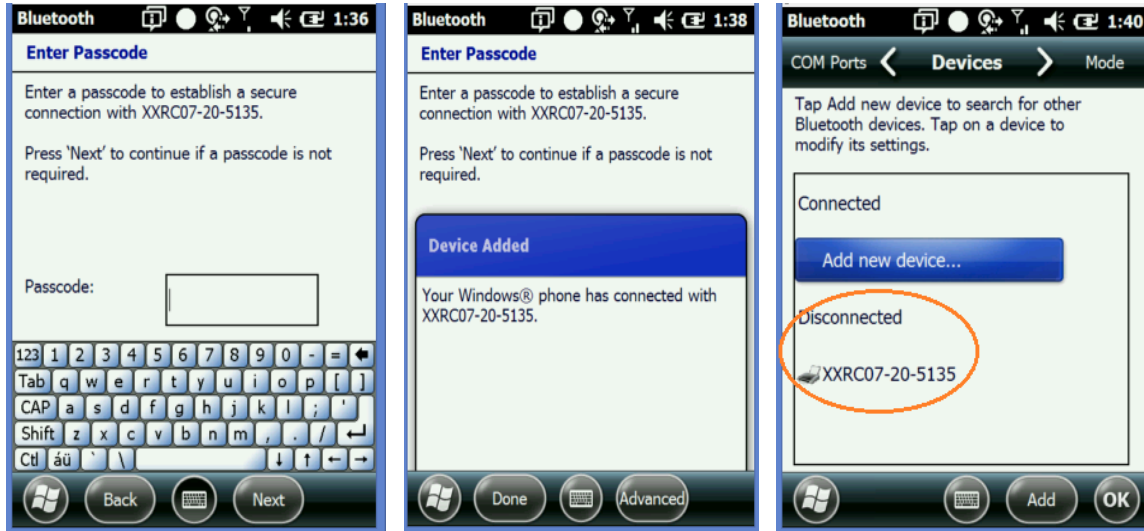 Bluetooth 1:36
Enter Passcode
Enter a passcode to establish a secure
connection with XXRC07-20-5135.
Press `Next' to continue if a passcode is not
required.
Passcode:
123 1 2 3 4 5 6 7 8 9 0 - =
Tab q w e r t y u i o p [ ]
CAP a s d f g h j k l ; '
Shift z x c v b n m , . /
Ctl áü ` \
Back Next
Bluetooth 1:38
Enter Passcode
Enter a passcode to establish a secure
connection with XXRC07-20-5135.
Press `Next' to continue if a passcode is not
required.
Device Added
Your Windows® phone has connected with
XXRC07-20-5135.
Done Advanced
Bluetooth 1:40
COM Ports Devices Mode
Tap Add new device to search for other
Bluetooth devices. Tap on a device to
modify its settings.
Connected
Add new device...
Disconnected
XXRC07-20-5135
Add OK